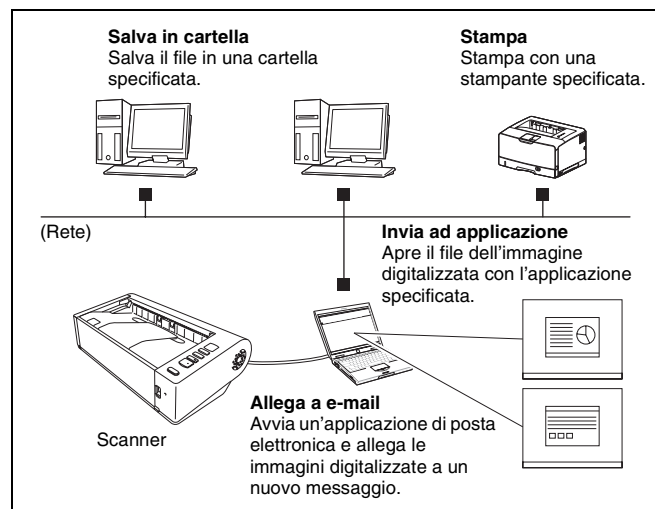 Salva in cartella
Salva il file in una cartella
specificata.
Stampa
Stampa con una
stampante specificata.
(Rete)
Invia ad applicazione
Apre il file dell'immagine
digitalizzata con l'applicazione
specificata.
Scanner
Allega a e-mail
Avvia un'applicazione di posta
elettronica e allega le
immagini digitalizzate a un
nuovo messaggio.